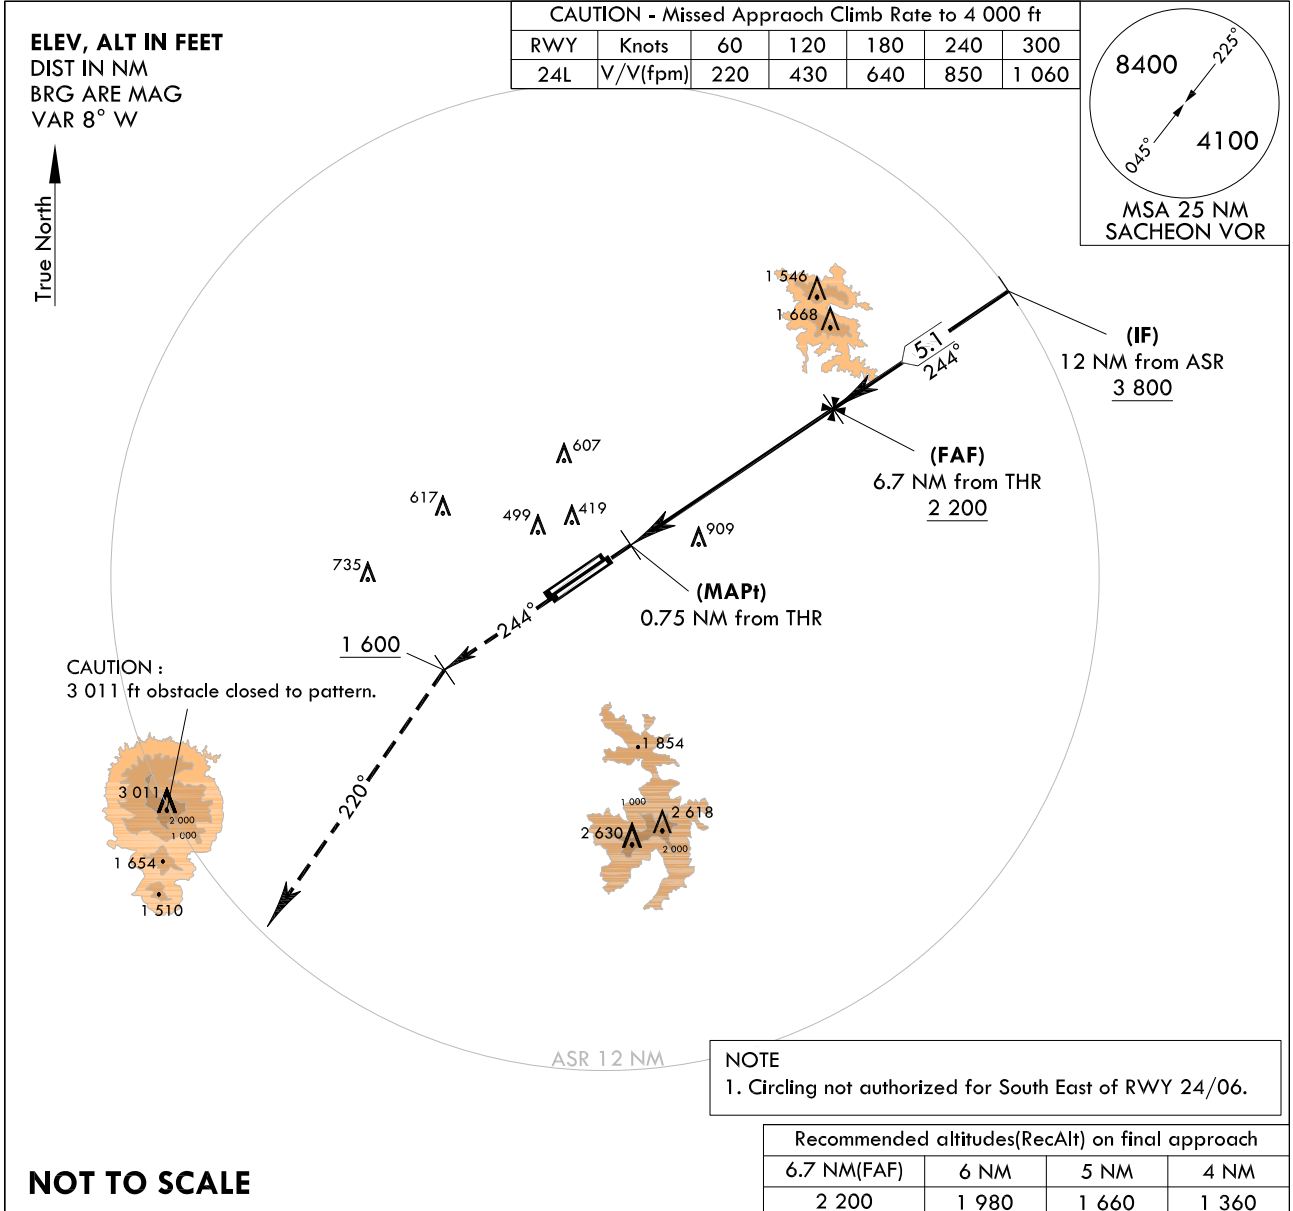 CAUTION - Missed Appraoch Climb Rate to 4 000 ft
RWY Knots 60 120 180 240 300
24L V/V(fpm) 220 430 640 850 1 060
ELEV, ALT IN FEET
DIST IN NM
BRG ARE MAG
VAR 8° W
True North
8400
225°
045°
4100
MSA 25 NM
SACHEON VOR
1 546
1 668
5.1
244°
(IF)
12 NM from ASR
3 800
(FAF)
6.7 NM from THR
2 200
607
617
499
419
909
735
(MAPt)
0.75 NM from THR
244°
1 600
CAUTION :
3 011 ft obstacle closed to pattern.
220°
3 011
2 000
1 000
1 654
1 510
1 854
1 000
2 618
2 630
2 000
ASR 12 NM
NOTE
1. Circling not authorized for South East of RWY 24/06.
NOT TO SCALE
Recommended altitudes(RecAlt) on final approach
6.7 NM(FAF) 6 NM 5 NM 4 NM
2 200 1 980 1 660 1 360